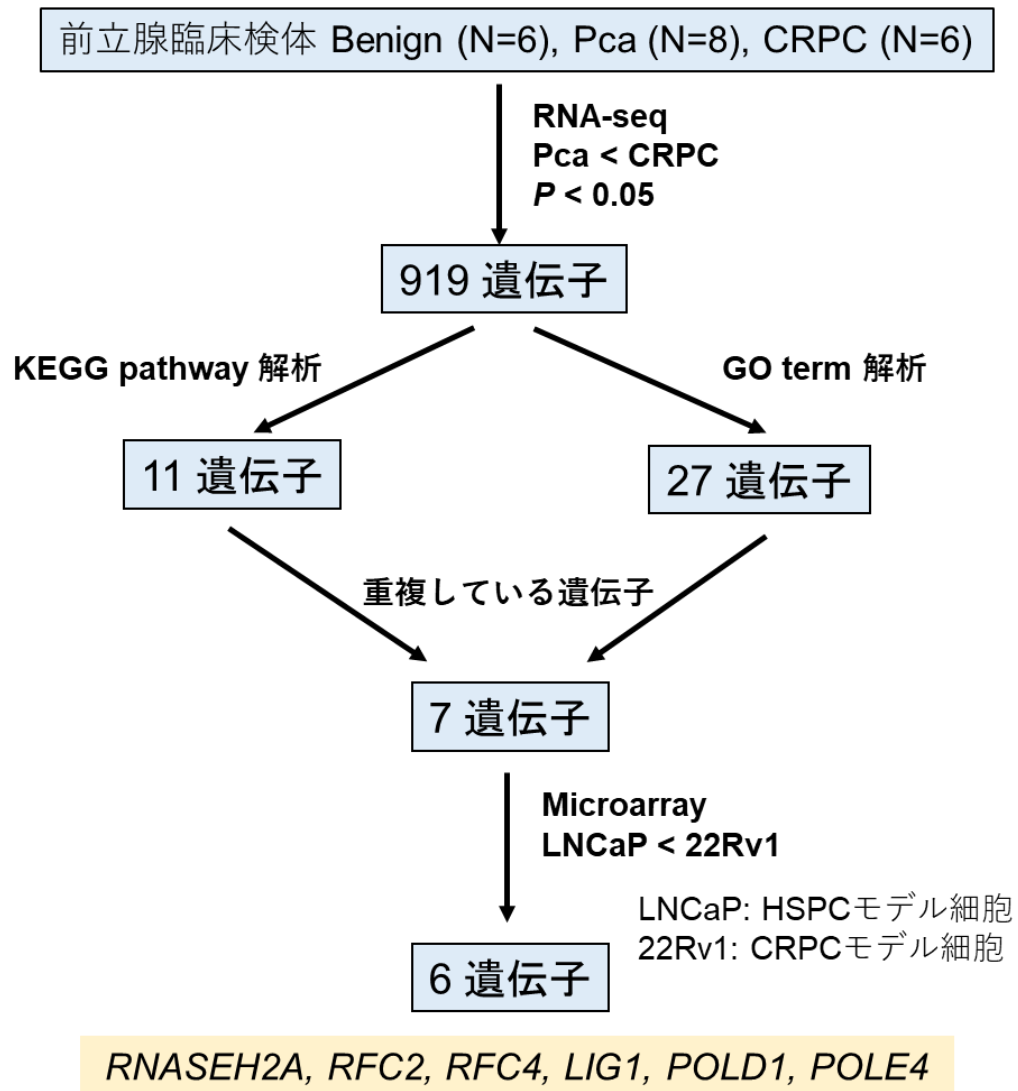 前立腺臨床検体 Benign (N=6), Pca (N=8), CRPC (N=6)
RNA-seq
Pca < CRPC
P < 0.05
919 遺伝子
KEGG pathway 解析
GO term 解析
11 遺伝子
27 遺伝子
重複している遺伝子
7 遺伝子
Microarray
LNCaP < 22Rv1
LNCaP: HSPCモデル細胞
22Rv1: CRPCモデル細胞
6 遺伝子
RNASEH2A, RFC2, RFC4, LIG1, POLD1, POLE4